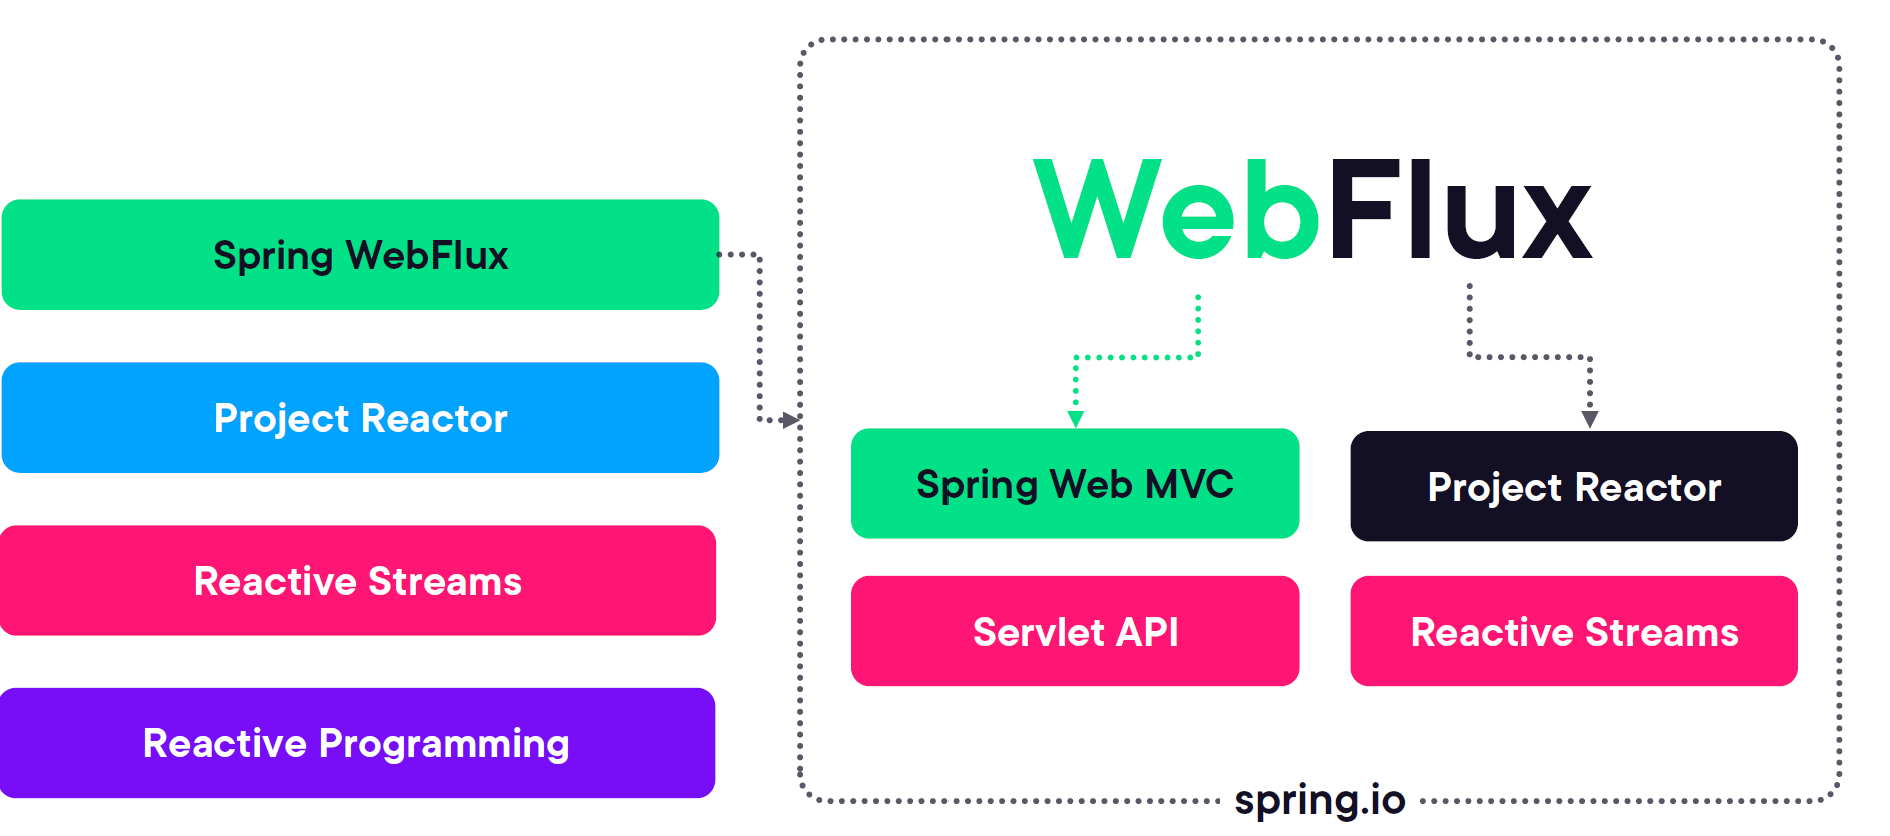 Spring WebFlux
Project Reactor
Reactive Streams
Reactive Programming
WebFlux
Spring Web MVC
Project Reactor
Servlet API
Reactive Streams
spring.io